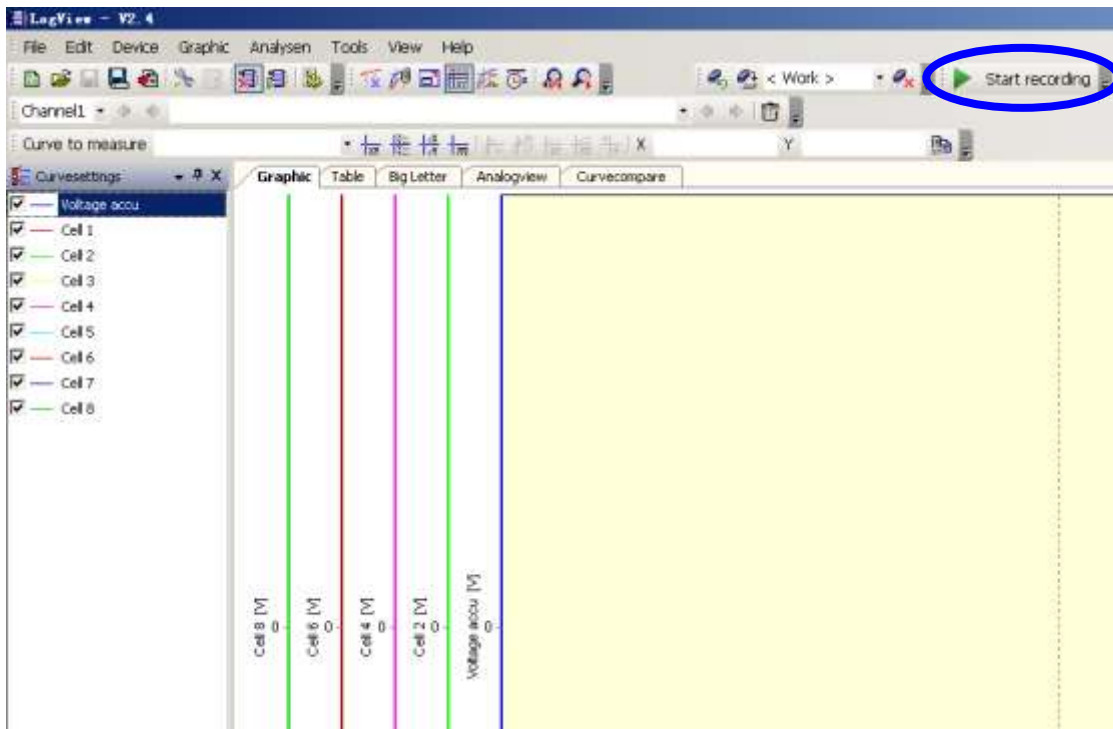 LogView - V2.4
File Edit Device Graphic Analysen Tools View Help
< Work > Start recording
Channel1
Curve to measure X Y
Curvesettings
Graphic Table Big Letter Analogview Curvecompare
Voltage accu
Cell 1
Cell 2
Cell 3
Cell 4
Cell 5
Cell 6
Cell 7
Cell 8
Cell 8 [V] 0
Cell 6 [V] 0
Cell 4 [V] 0
Cell 2 [V] 0
Voltage accu [V] 0